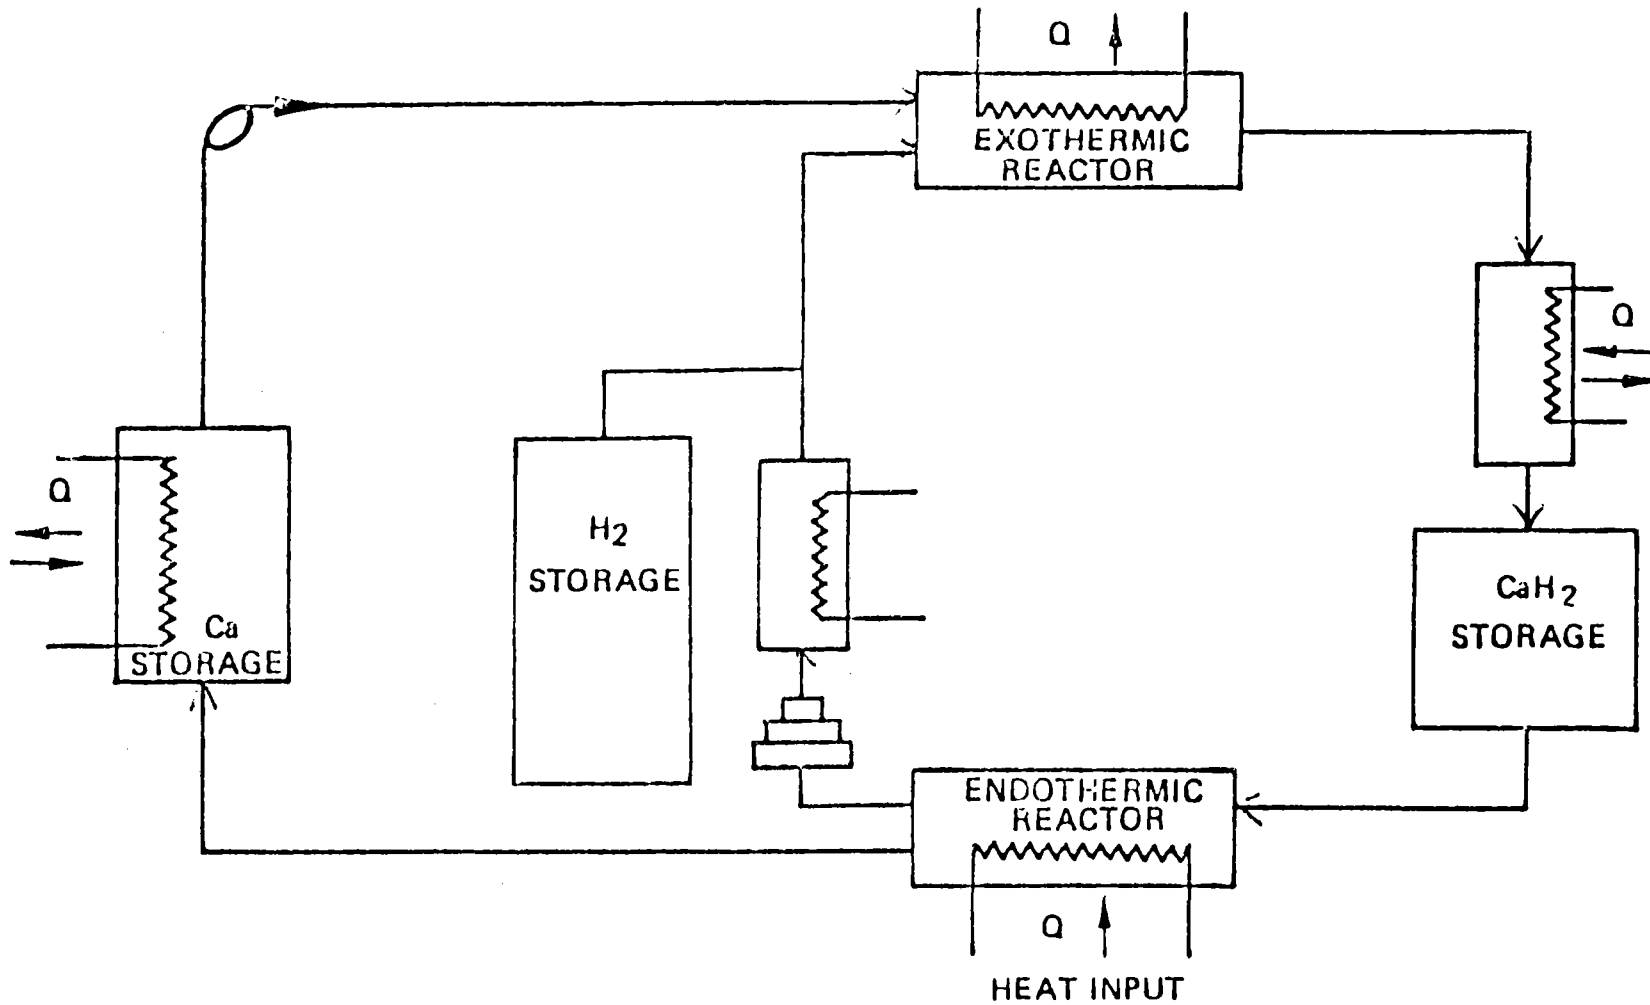 Q
EXOTHERMIC
REACTOR
Q
Q
Ca
STORAGE
H2
STORAGE
CaH2
STORAGE
ENDOTHERMIC
REACTOR
Q
HEAT INPUT